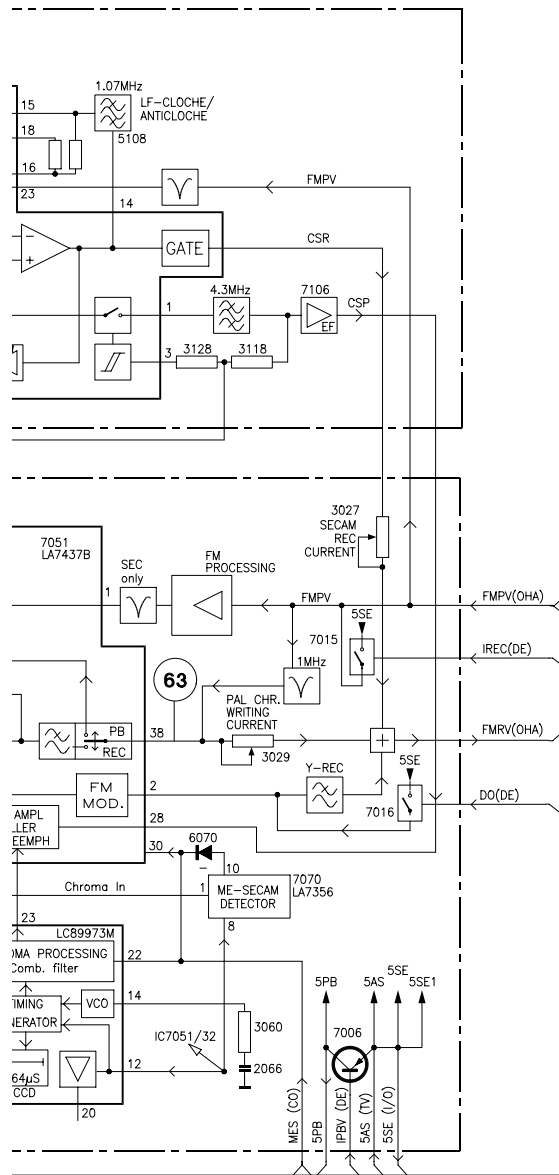 1.07MHz
15
LF-CLOCHE/
ANTICLOCHE
18
5108
16
23
FMPV
14
GATE
CSR
4.3MHz
7106
1
CSP
EF
3
3128
3118
3027
SECAM
REC
CURRENT
7051
LA7437B
SEC
only
FM
PROCESSING
1
FMPV
FMPV(OHA)
5SE
7015
IREC(DE)
1MHz
63
PAL CHR.
WRITING
CURRENT
PB
REC
38
3029
+
FMRV(OHA)
5SE
Y-REC
FM
MOD.
2
7016
DO(DE)
AMPL
LLER
EEMPH
28
6070
30
10
7070
LA7356
Chroma In
1
ME-SECAM
DETECTOR
23
8
LC89973M
OMA PROCESSING
Comb. filter
22
5PB
5AS
5SE
5SE1
IMING
NERATOR
VCO
14
3060
IC7051/32
7006
64µS
CCD
12
2066
20
MES (CO)
5PB
IPBV (DE)
5AS (TV)
5SE (I/O)